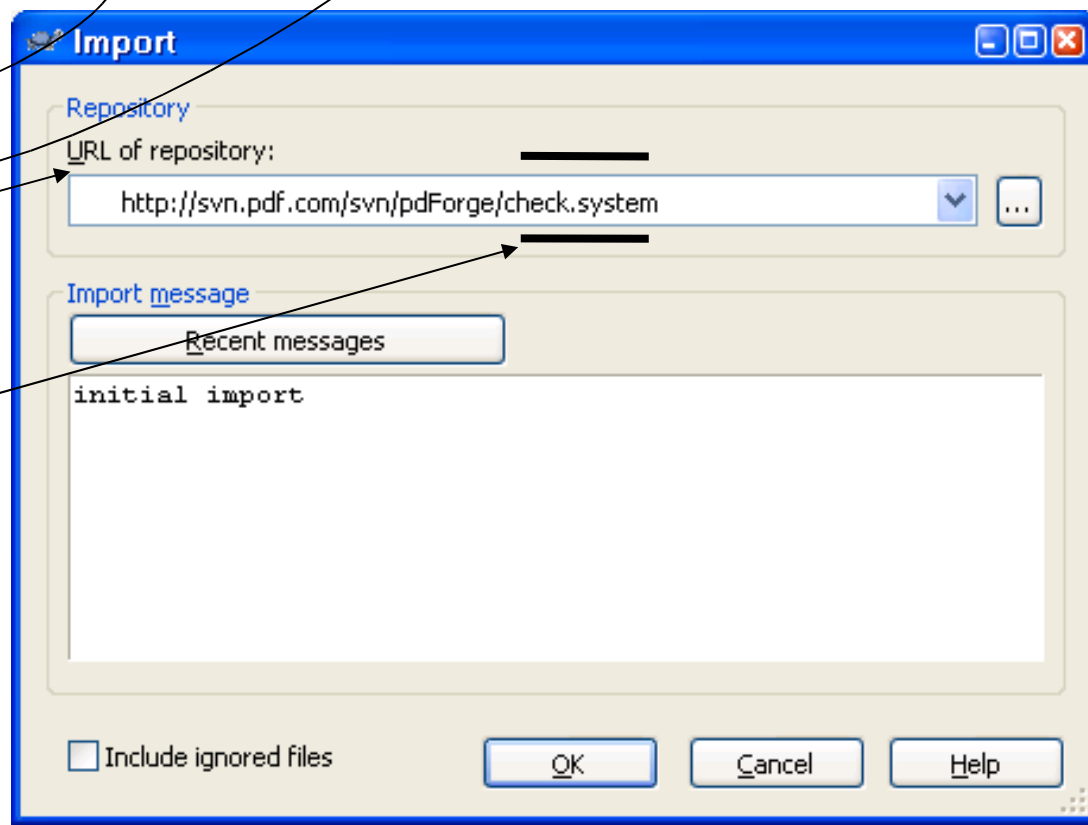 Import
Repository
URL of repository:
http://svn.pdf.com/svn/pdForge/check.system
...
Import message
Recent messages
initial import
Include ignored files
OK
Cancel
Help